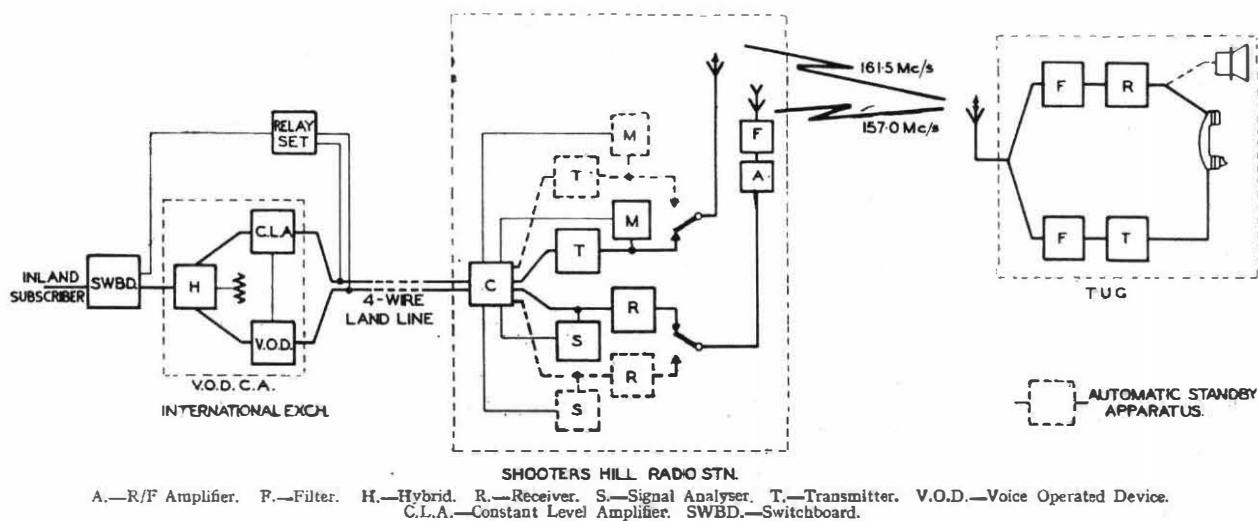 161·5 Mc/s
157·0 Mc/s
RELAY
SET
M
T
F
A
F
R
C.L.A.
M
T
INLAND
SUBSCRIBER
SWBD.
H
4-WIRE
LAND LINE
C
R
S
R
S
F
T
TUG
V.O.D.
V.O.D.C.A.
INTERNATIONAL EXCH.
AUTOMATIC STANDBY
APPARATUS.
SHOOTERS HILL RADIO STN.
A.—R/F Amplifier. F.—Filter. H.—Hybrid. R.—Receiver. S.—Signal Analyser. T.—Transmitter. V.O.D.—Voice Operated Device.
C.L.A.—Constant Level Amplifier. SWBD.—Switchboard.